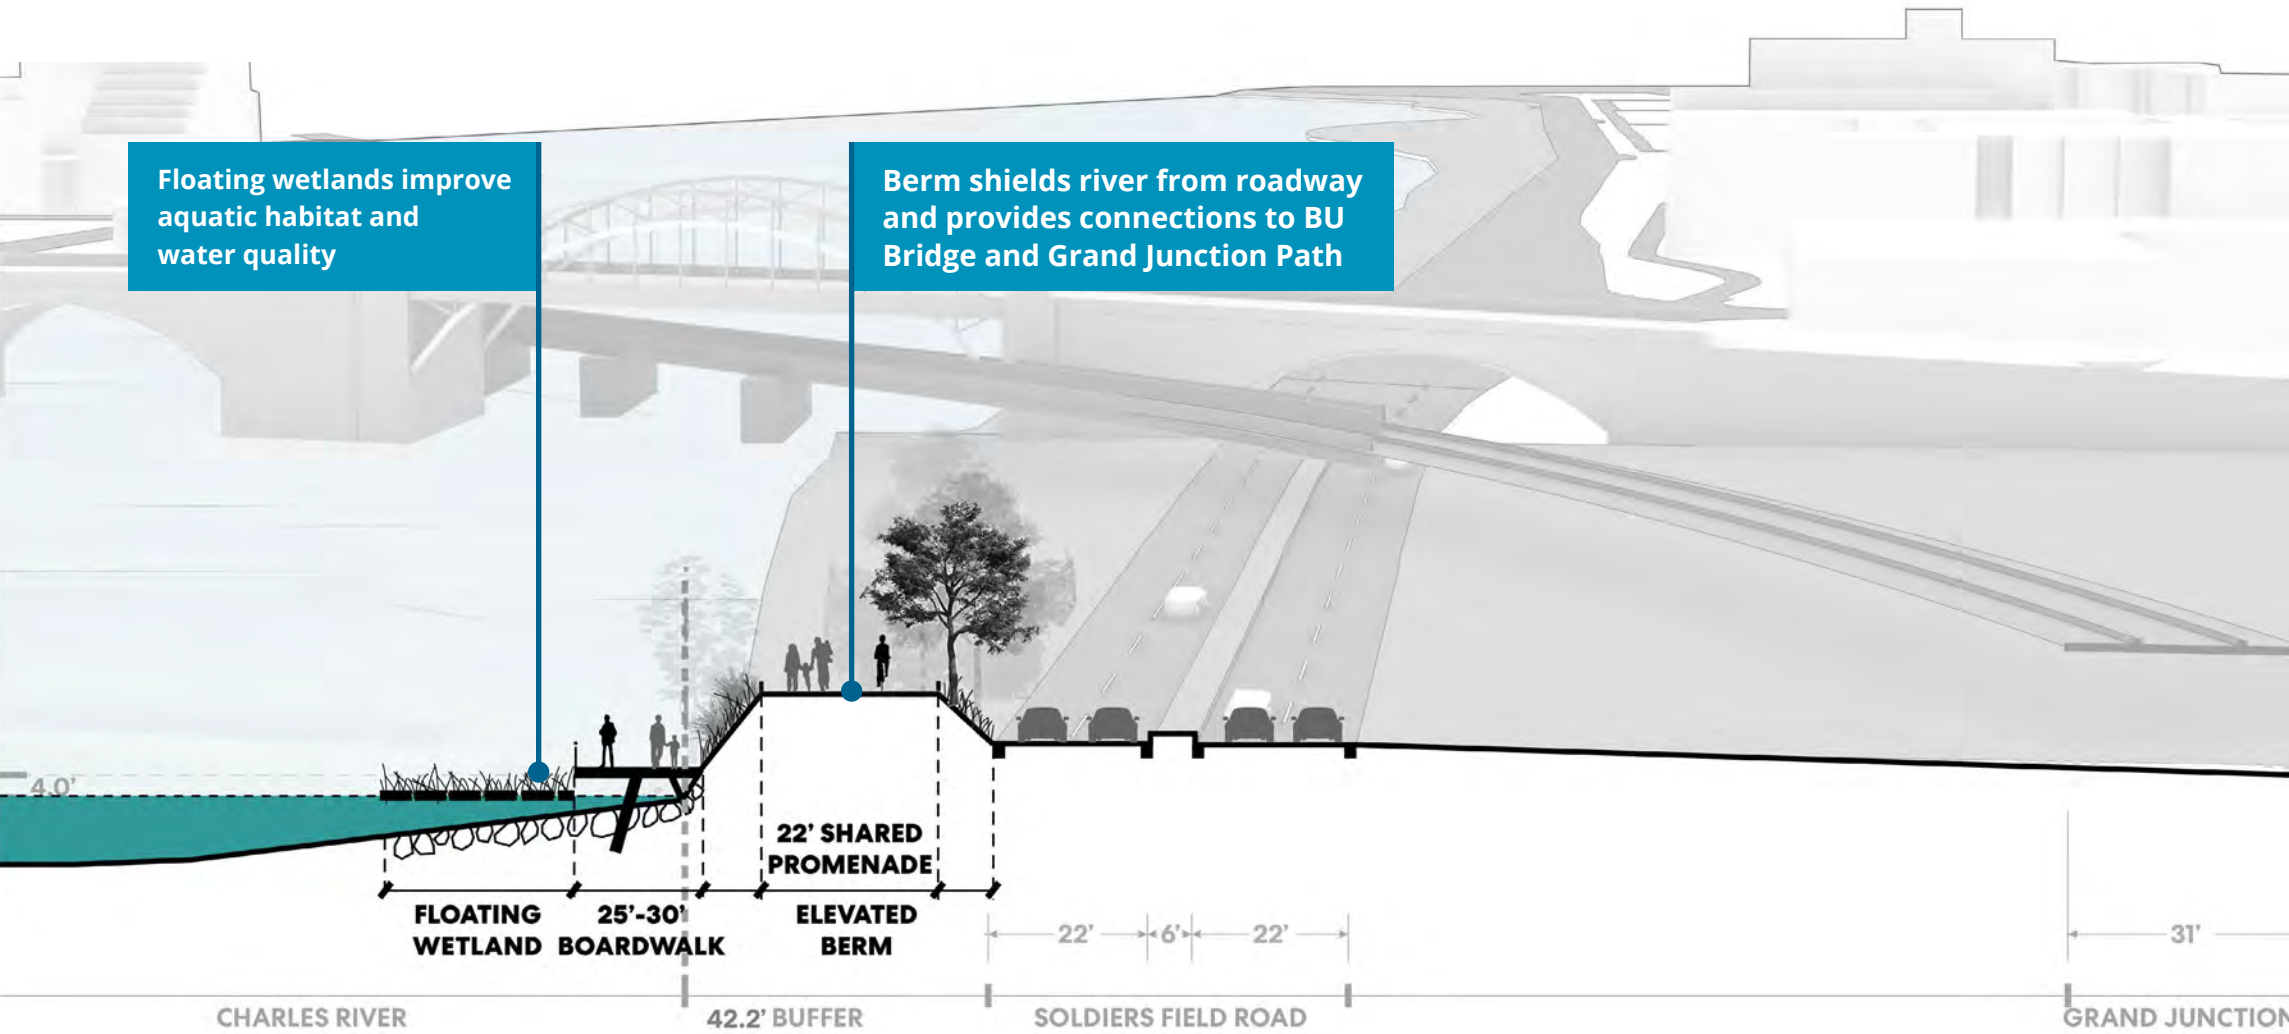 Floating wetlands improve
aquatic habitat and
water quality
Berm shields river from roadway
and provides connections to BU
Bridge and Grand Junction Path
4.0'
22’ SHARED
PROMENADE
FLOATING
WETLAND
25’-30’
BOARDWALK
ELEVATED
BERM
22’
6’
22’
31’
CHARLES RIVER
42.2’ BUFFER
SOLDIERS FIELD ROAD
GRAND JUNCTION